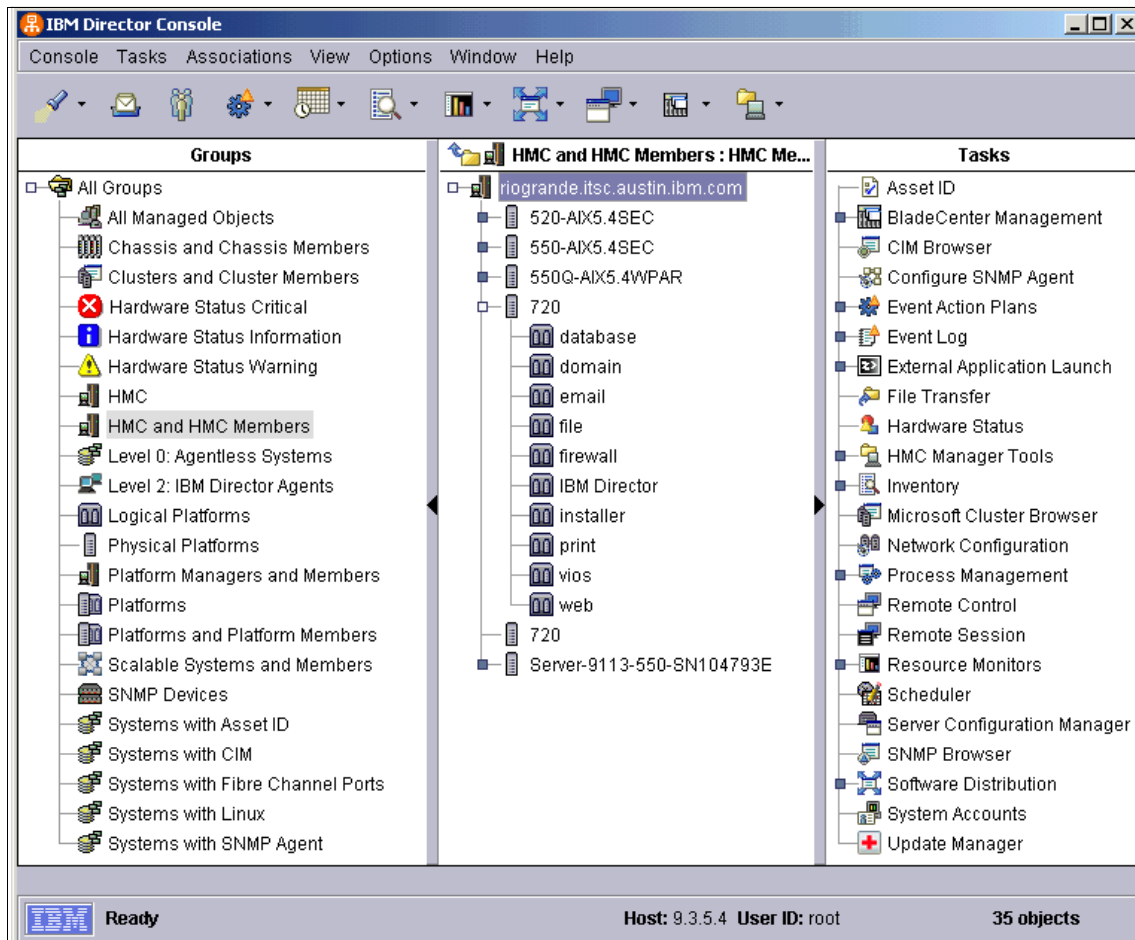 IBM Director Console
Console Tasks Associations View Options Window Help
Groups
All Groups
All Managed Objects
Chassis and Chassis Members
Clusters and Cluster Members
Hardware Status Critical
Hardware Status Information
Hardware Status Warning
HMC
HMC and HMC Members
Level 0: Agentless Systems
Level 2: IBM Director Agents
Logical Platforms
Physical Platforms
Platform Managers and Members
Platforms
Platforms and Platform Members
Scalable Systems and Members
SNMP Devices
Systems with Asset ID
Systems with CIM
Systems with Fibre Channel Ports
Systems with Linux
Systems with SNMP Agent
HMC and HMC Members : HMC Me...
riogrande.itsc.austin.ibm.com
520-AIX5.4SEC
550-AIX5.4SEC
550Q-AIX5.4WPAR
720
database
domain
email
file
firewall
IBM Director
installer
print
vios
web
720
Server-9113-550-SN104793E
Tasks
Asset ID
BladeCenter Management
CIM Browser
Configure SNMP Agent
Event Action Plans
Event Log
External Application Launch
File Transfer
Hardware Status
HMC Manager Tools
Inventory
Microsoft Cluster Browser
Network Configuration
Process Management
Remote Control
Remote Session
Resource Monitors
Scheduler
Server Configuration Manager
SNMP Browser
Software Distribution
System Accounts
Update Manager
IBM Ready Host: 9.3.5.4 User ID: root 35 objects